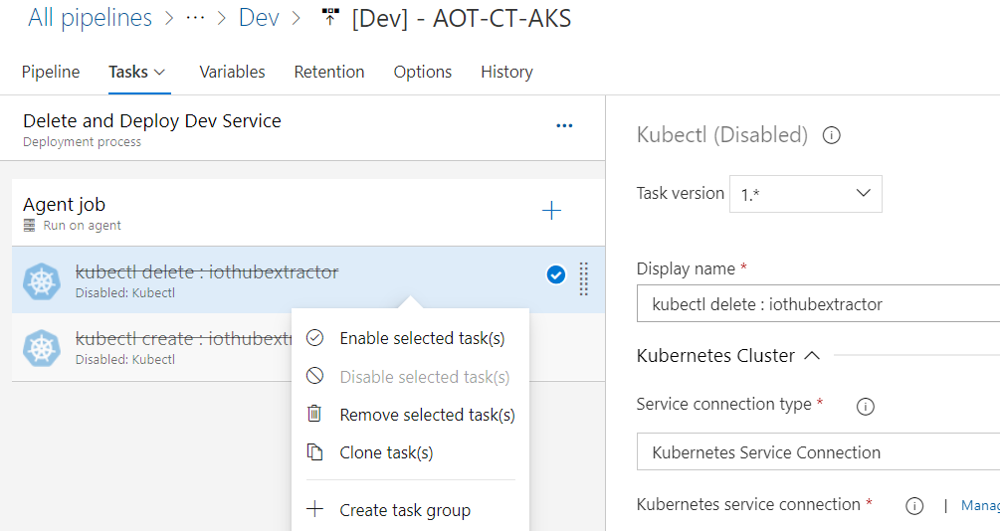 All pipelines > ... > Dev > [Dev] - AOT-CT-AKS
Pipeline Tasks Variables Retention Options History
Delete and Deploy Dev Service ...
Deployment process
Agent job
Run on agent
kubectl delete : iothubextractor
Disabled: Kubectl
kubectl create : iothubextr
Disabled: Kubectl
Enable selected task(s)
Disable selected task(s)
Remove selected task(s)
Clone task(s)
Create task group
Kubectl (Disabled)
Task version 1.*
Display name *
kubectl delete : iothubextractor
Kubernetes Cluster
Service connection type *
Kubernetes Service Connection
Kubernetes service connection * | Manag